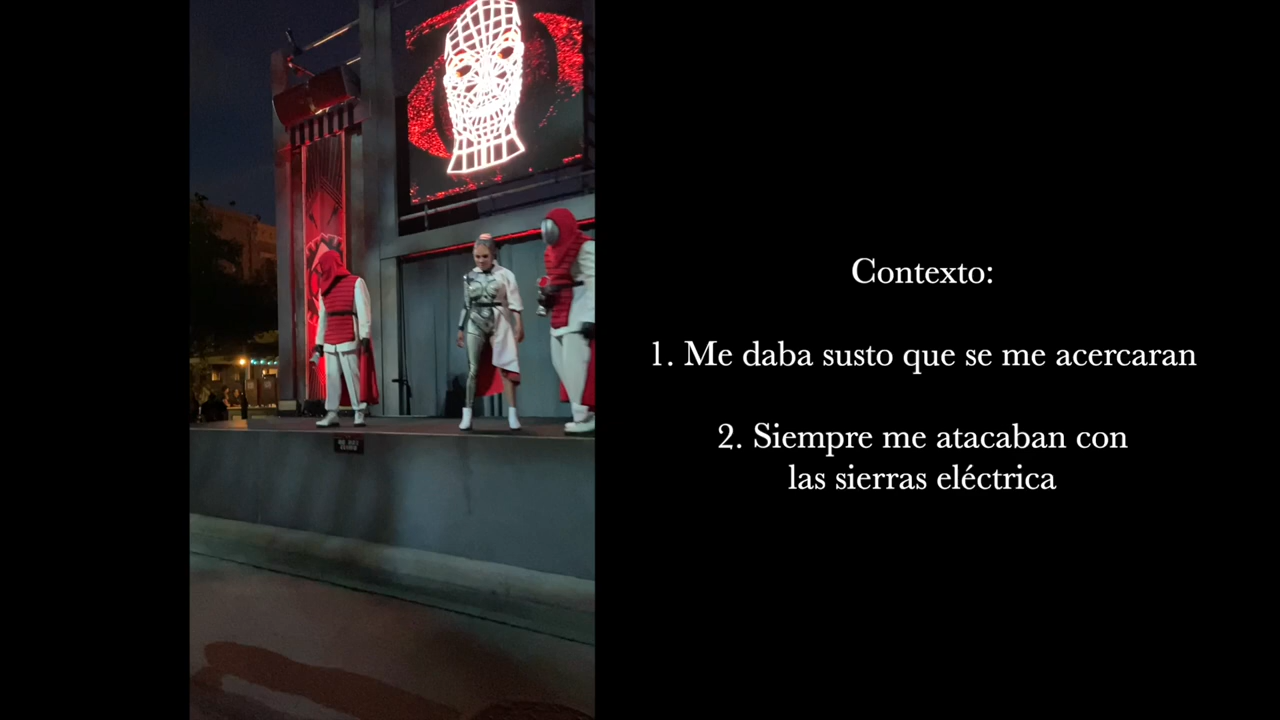 Contexto:
1. Me daba susto que se me acercaran
2. Siempre me atacaban con
las sierras eléctrica